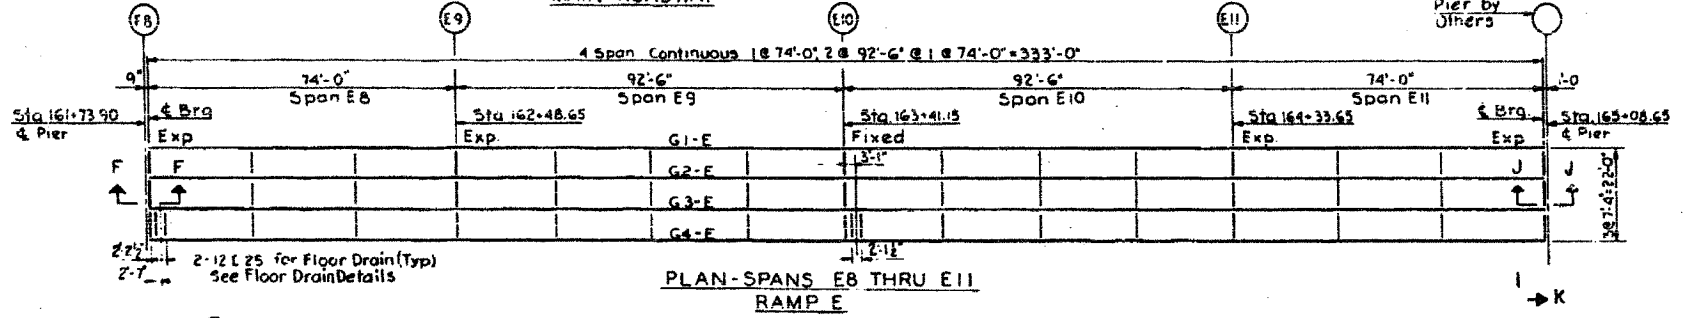 Pier by
Others
E8
E9
E10
E11
4 Span Continuous 1 @ 74'-0", 2 @ 92'-6" @ 1 @ 74'-0" = 333'-0"
9"
74'-0"
92'-6"
92'-6"
74'-0"
1'-0
Span E8
Span E9
Span E10
Span E11
Sta 161+73.90
℄ Pier
℄ Brg
Sta 162+48.65
Sta 163+41.15
Sta 164+33.65
℄ Brg.
Sta. 165+08.65
℄ Pier
Exp
Exp.
G1-E
Fixed
Exp.
Exp
F
F
G2-E
3'-1"
J
J
G3-E
3@7'-4"=22'-0"
G4-E
2'-2½"
2-12 [ 25 for Floor Drain (Typ)
2'-1½"
2'-7"
See Floor Drain Details
PLAN-SPANS E8 THRU E11
RAMP E
K